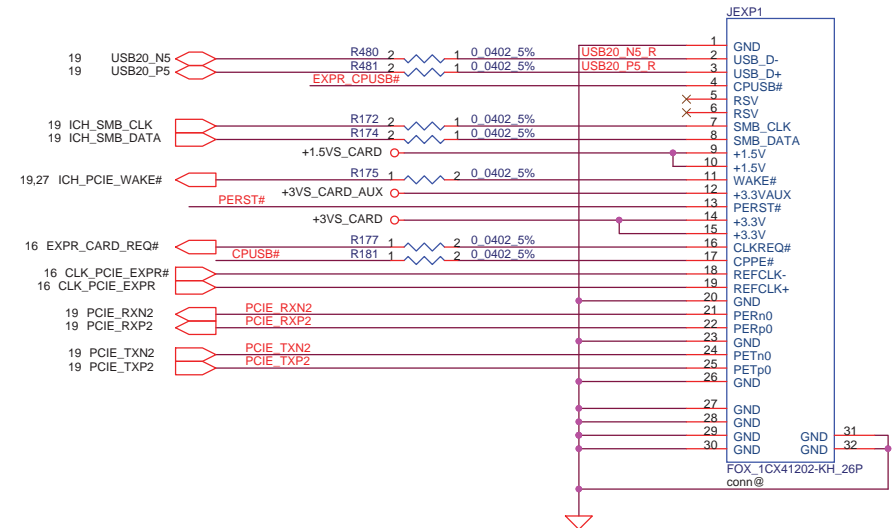 JEXP1
1 GND
19 USB20_N5 R480 2 1 0_0402_5% USB20_N5_R 2 USB_D-
19 USB20_P5 R481 2 1 0_0402_5% USB20_P5_R 3 USB_D+
EXPR_CPUSB# 4 CPUSB#
5 RSV
6 RSV
19 ICH_SMB_CLK R172 2 1 0_0402_5% 7 SMB_CLK
19 ICH_SMB_DATA R174 2 1 0_0402_5% 8 SMB_DATA
+1.5VS_CARD 9 +1.5V
10 +1.5V
19,27 ICH_PCIE_WAKE# R175 1 2 0_0402_5% 11 WAKE#
+3VS_CARD_AUX 12 +3.3VAUX
PERST# 13 PERST#
+3VS_CARD 14 +3.3V
15 +3.3V
16 EXPR_CARD_REQ# R177 1 2 0_0402_5% 16 CLKREQ#
CPUSB# R181 1 2 0_0402_5% 17 CPPE#
16 CLK_PCIE_EXPR# 18 REFCLK-
16 CLK_PCIE_EXPR 19 REFCLK+
20 GND
19 PCIE_RXN2 PCIE_RXN2 21 PERn0
19 PCIE_RXP2 PCIE_RXP2 22 PERp0
23 GND
19 PCIE_TXN2 PCIE_TXN2 24 PETn0
19 PCIE_TXP2 PCIE_TXP2 25 PETp0
26 GND
27 GND
28 GND
29 GND GND 31
30 GND GND 32
FOX_1CX41202-KH_26P
conn@